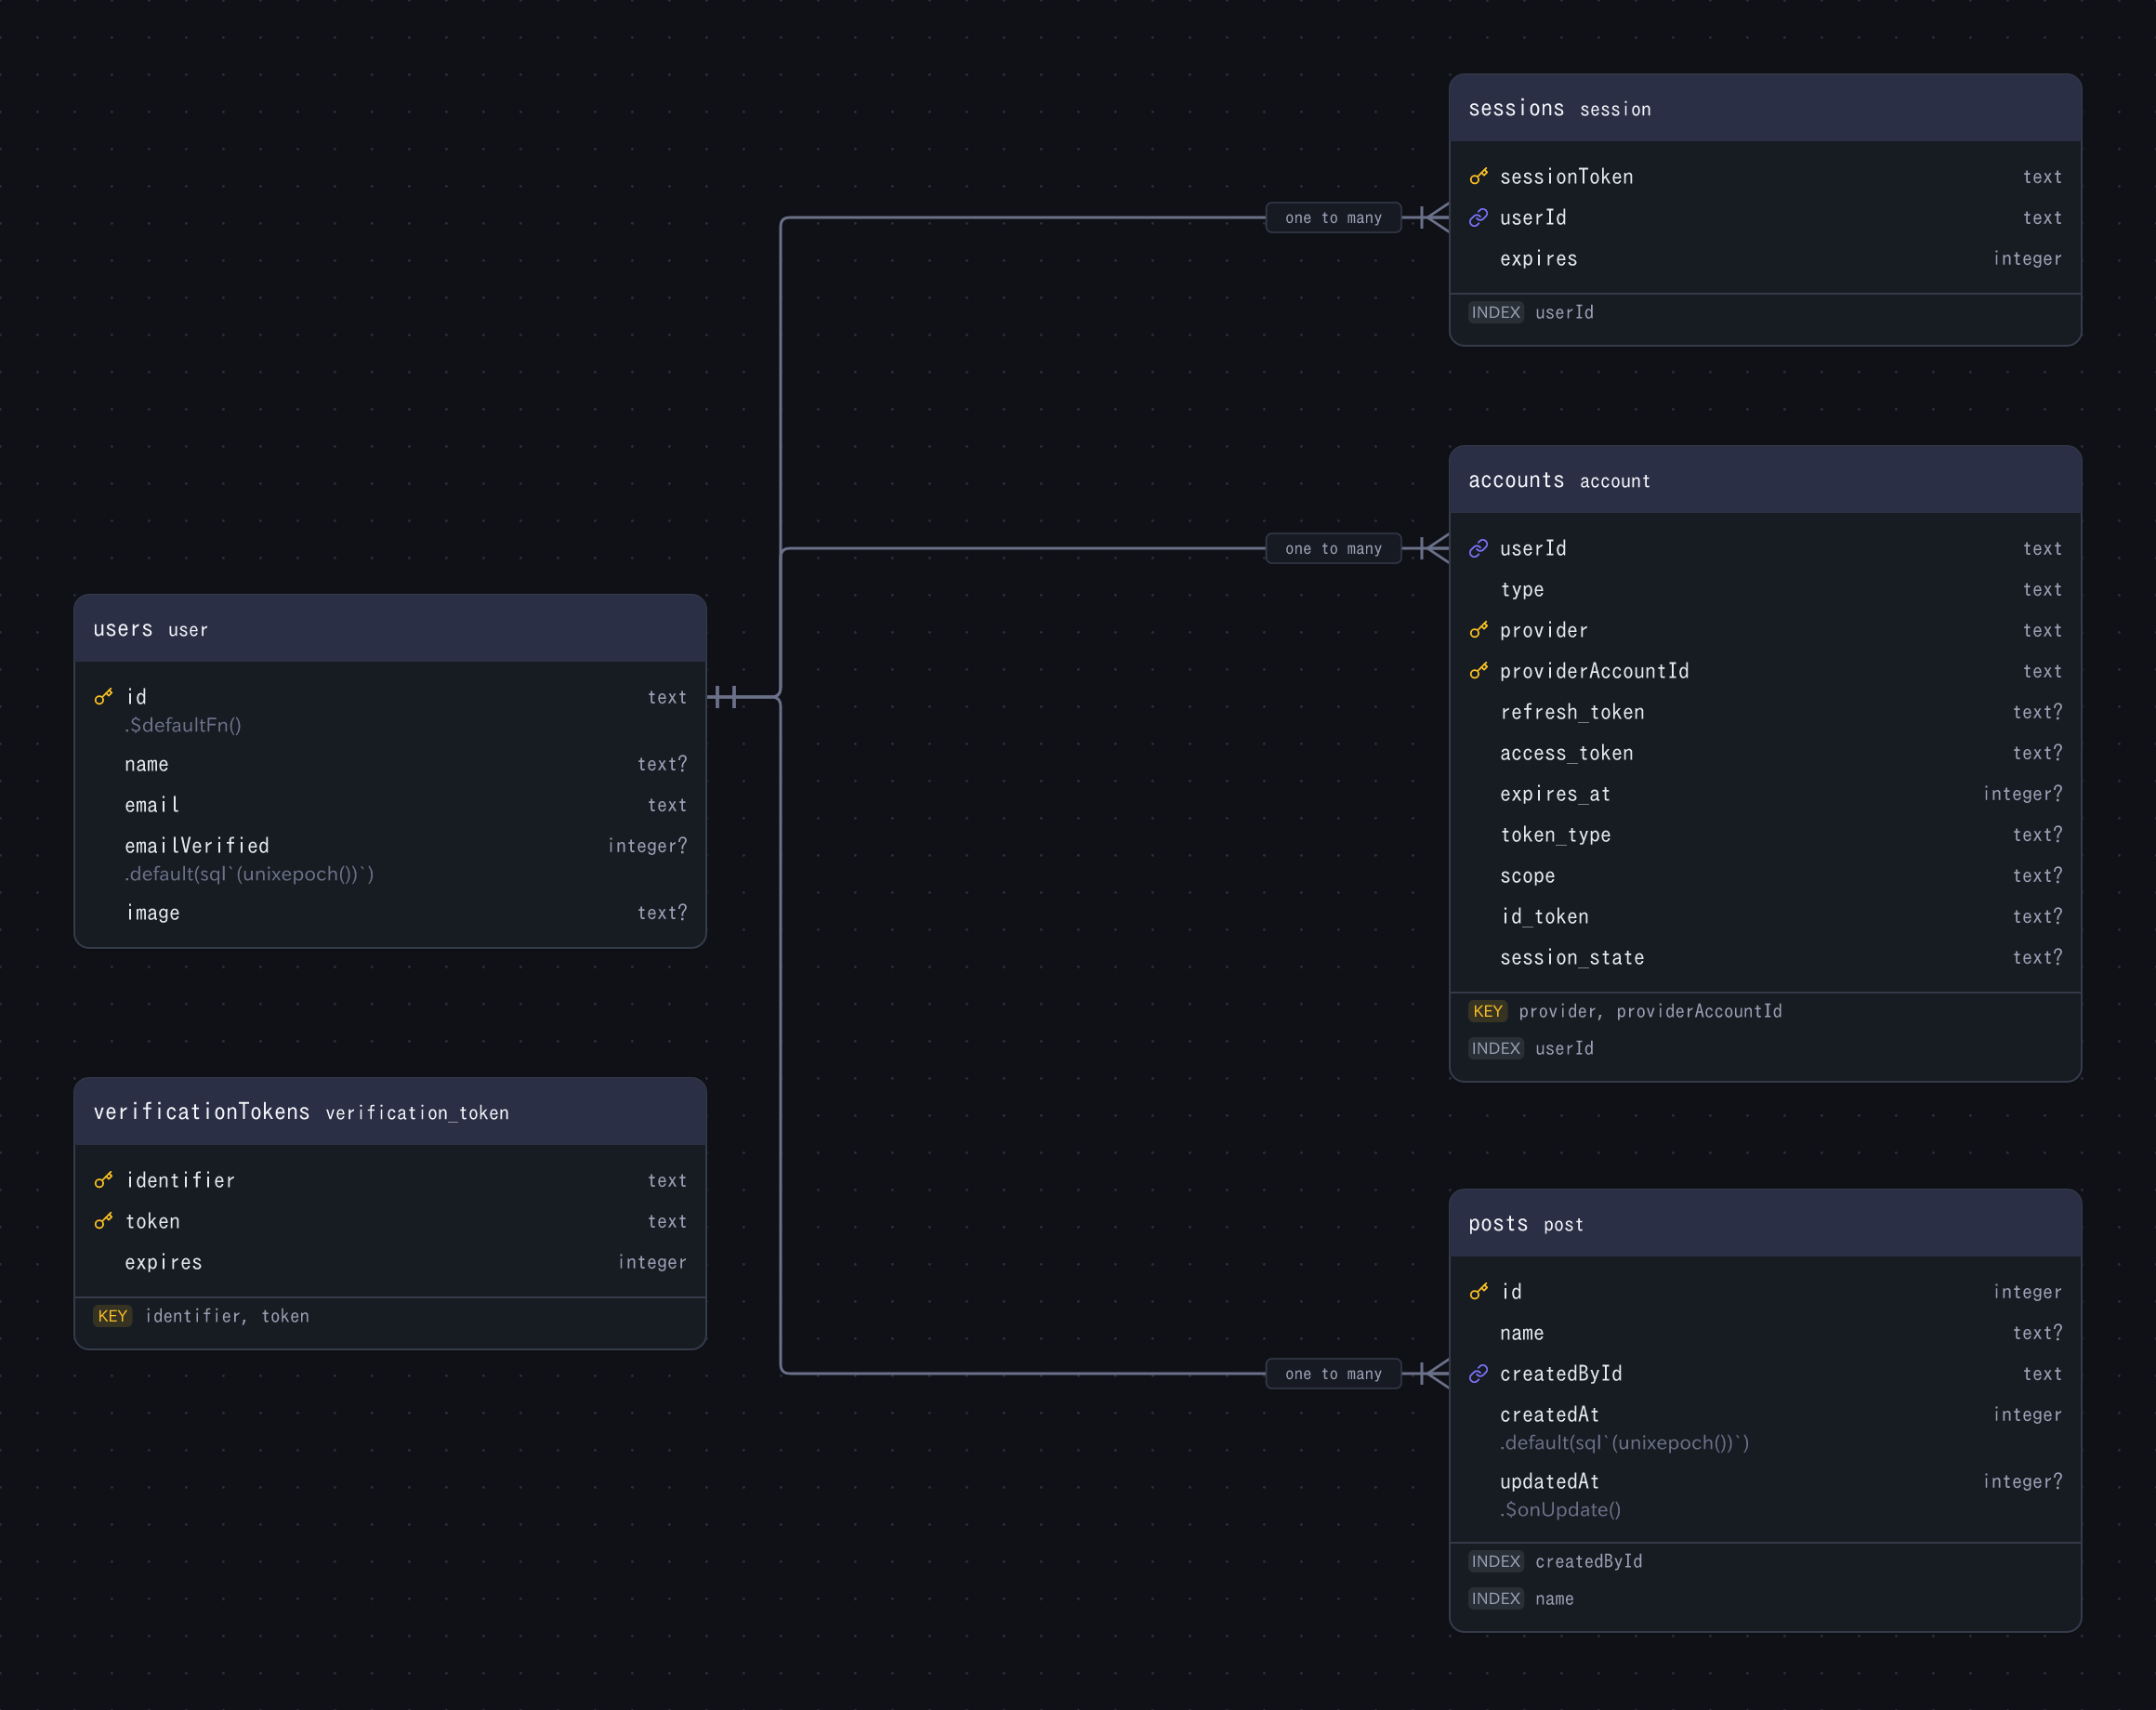 sessions session
sessionToken text
userId text
expires integer
INDEX userId
one to many
accounts account
userId text
type text
provider text
providerAccountId text
refresh_token text?
access_token text?
expires_at integer?
token_type text?
scope text?
id_token text?
session_state text?
KEY provider, providerAccountId
INDEX userId
one to many
users user
id text
.$defaultFn()
name text?
email text
emailVerified integer?
.default(sql`(unixepoch())`)
image text?
verificationTokens verification_token
identifier text
token text
expires integer
KEY identifier, token
one to many
posts post
id integer
name text?
createdById text
createdAt integer
.default(sql`(unixepoch())`)
updatedAt integer?
.$onUpdate()
INDEX createdById
INDEX name